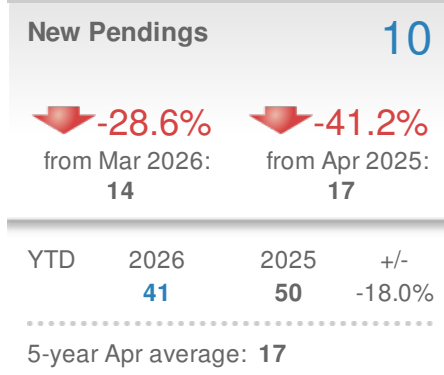 New Pendings 10
-28.6% -41.2%
from Mar 2026: from Apr 2025:
14 17
YTD 2026 2025 +/-
41 50 -18.0%
5-year Apr average: 17